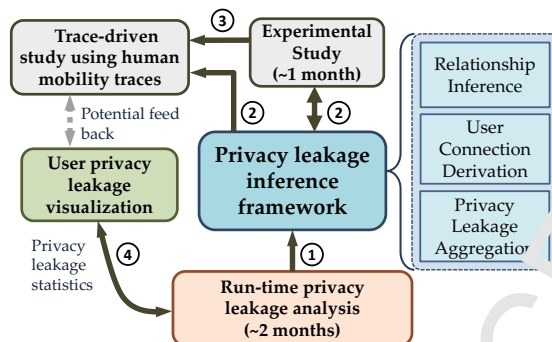 Trace-driven
study using human
mobility traces
③
Experimental
Study
(~1 month)
Relationship
Inference
Potential feed
back
②
②
User privacy
leakage
visualization
Privacy leakage
inference
framework
User
Connection
Derivation
Privacy
Leakage
Aggregation
Privacy
leakage
statistics
④
①
Run-time privacy
leakage analysis
(~2 months)